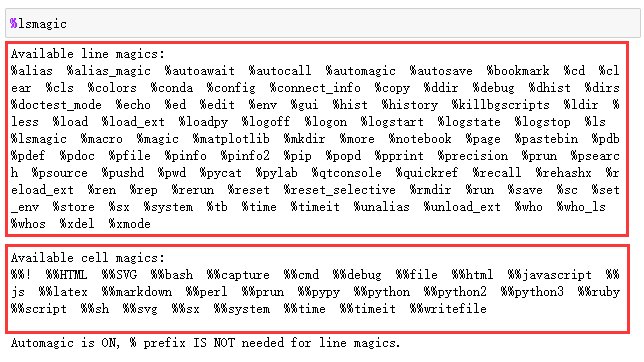 %lsmagic
Available line magics:
%alias %alias_magic %autoawait %autocall %automagic %autosave %bookmark %cd %cl
ear %cls %colors %conda %config %connect_info %copy %ddir %debug %dhist %dirs
%doctest_mode %echo %ed %edit %env %gui %hist %history %killbgscripts %ldir %
less %load %load_ext %loadpy %logoff %logon %logstart %logstate %logstop %ls
%lsmagic %macro %magic %matplotlib %mkdir %more %notebook %page %pastebin %pdb
%pdef %pdoc %pfile %pinfo %pinfo2 %pip %popd %pprint %precision %prun %psearc
h %psource %pushd %pwd %pycat %pylab %qtconsole %quickref %recall %rehashx %r
eload_ext %ren %rep %rerun %reset %reset_selective %rmdir %run %save %sc %set
_env %store %sx %system %tb %time %timeit %unalias %unload_ext %who %who_ls
%whos %xdel %xmode
Available cell magics:
%%! %%HTML %%SVG %%bash %%capture %%cmd %%debug %%file %%html %%javascript %%
js %%latex %%markdown %%perl %%prun %%pypy %%python %%python2 %%python3 %%ruby
%%script %%sh %%svg %%sx %%system %%time %%timeit %%writefile
Automagic is ON, % prefix IS NOT needed for line magics.